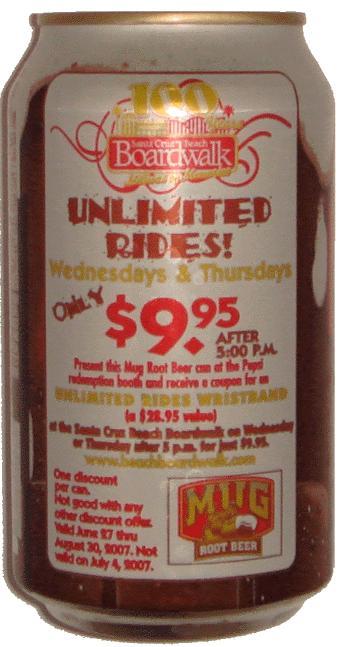 100
Years
Santa Cruz Beach
Boardwalk
UNLIMITED
RIDES!
Wednesdays & Thursdays
ONLY
$9.95
AFTER
5:00 P.M.
Present this Mug Root Beer can at the Pepsi
redemption booth and receive a coupon for an
UNLIMITED RIDES WRISTBAND
(a $28.95 value)
at the Santa Cruz Beach Boardwalk on Wednesday
or Thursday after 5 p.m. for just $9.95.
www.beachboardwalk.com
One discount
per can.
Not good with any
other discount offer.
Valid June 27 thru
August 30, 2007. Not
valid on July 4, 2007.
MUG
ROOT BEER